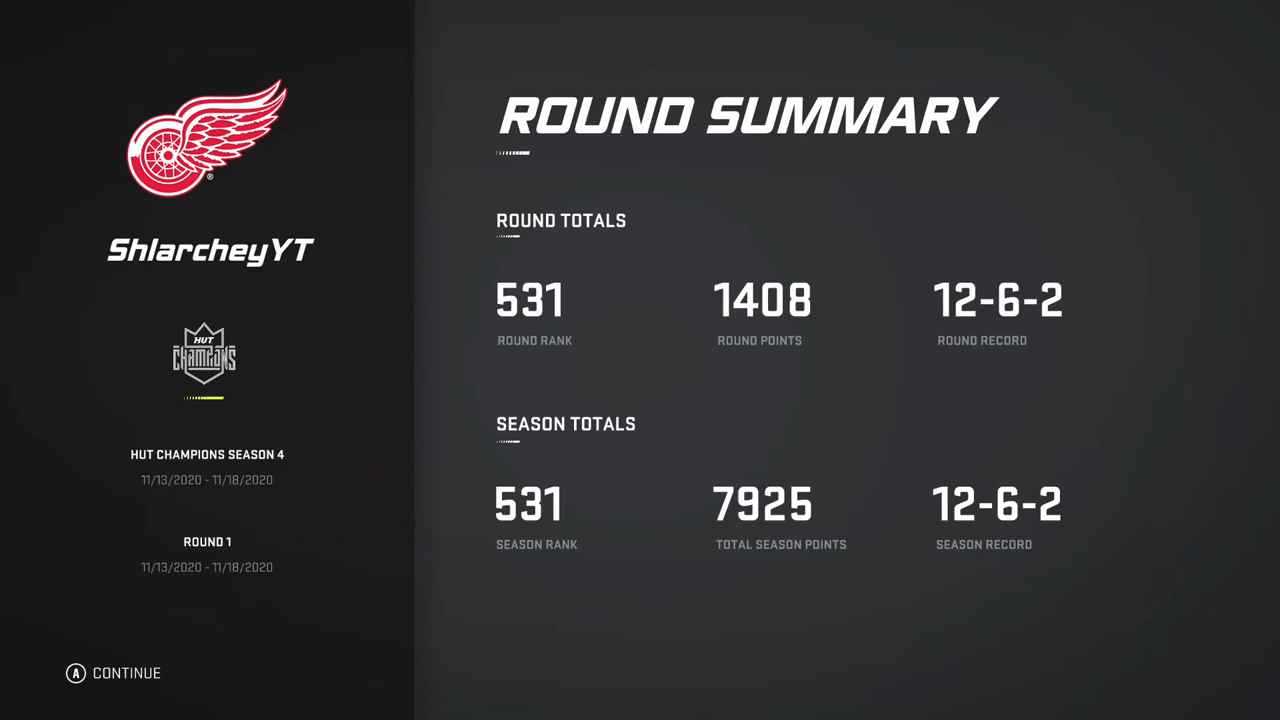 ShlarcheyYT
HUT
CHAMPIONS
HUT CHAMPIONS SEASON 4
11/13/2020 - 11/18/2020
ROUND 1
11/13/2020 - 11/18/2020
A CONTINUE
ROUND SUMMARY
ROUND TOTALS
531 1408 12-6-2
ROUND RANK ROUND POINTS ROUND RECORD
SEASON TOTALS
531 7925 12-6-2
SEASON RANK TOTAL SEASON POINTS SEASON RECORD